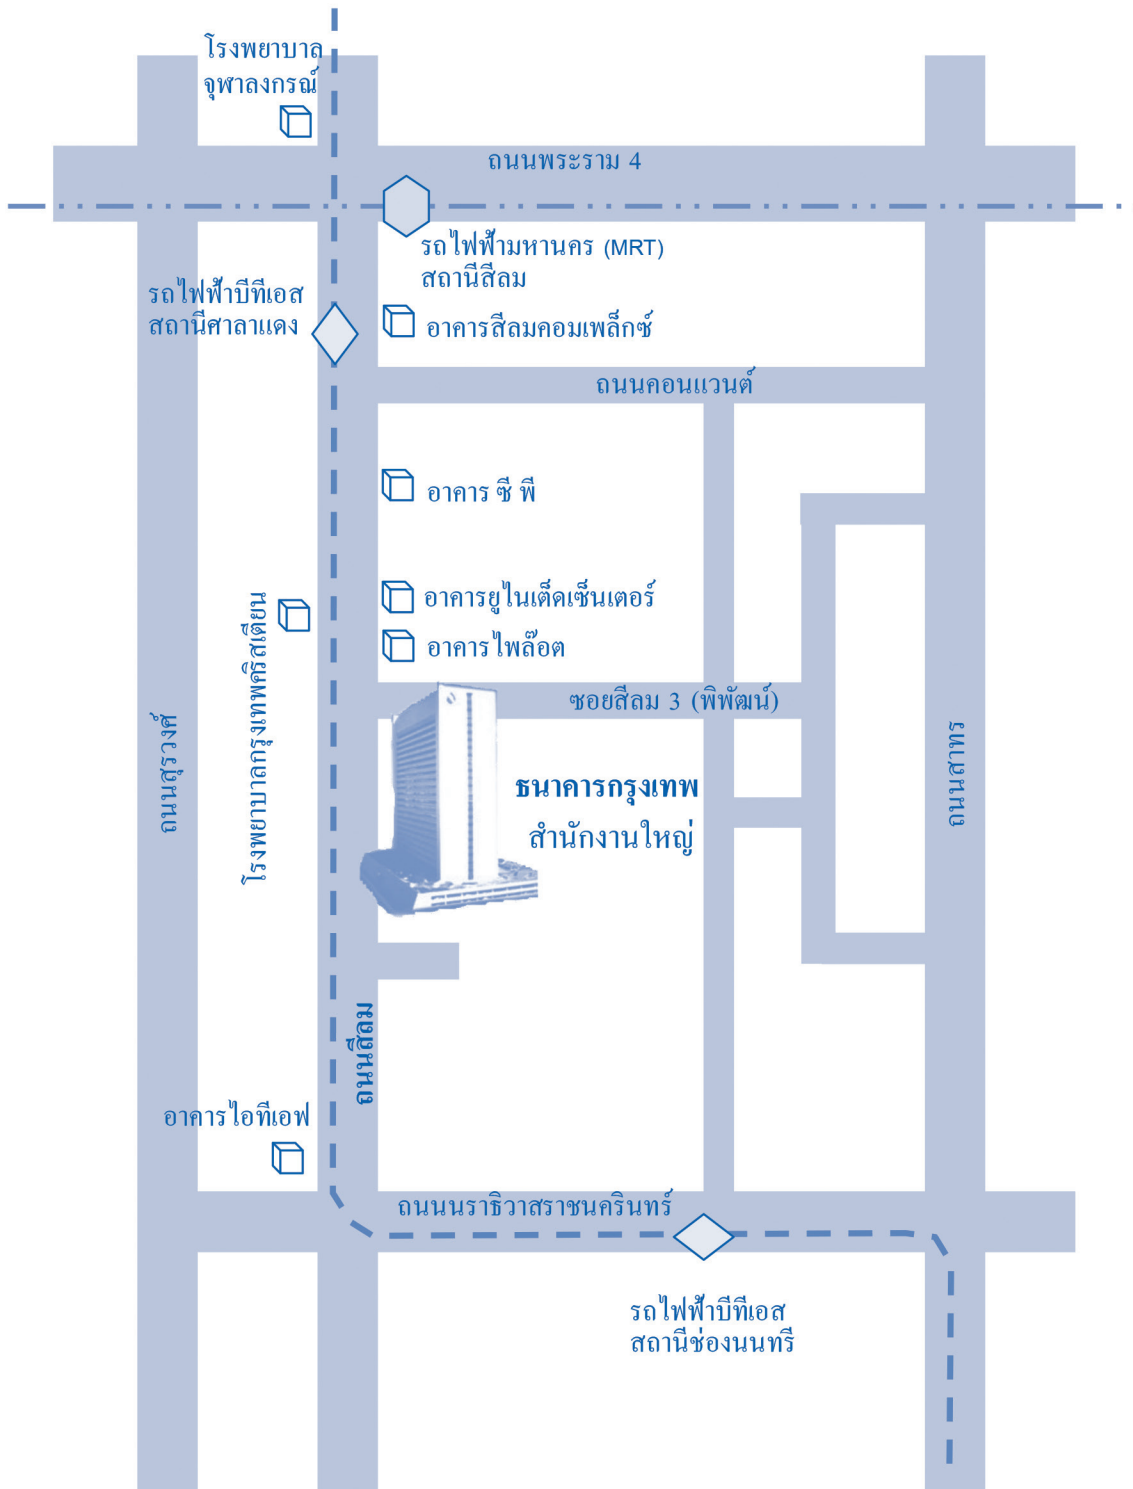 โรงพยาบาล
จุฬาลงกรณ์
ถนนพระราม 4
รถไฟฟ้ามหานคร (MRT)
สถานีสีลม
รถไฟฟ้าบีทีเอส
สถานีศาลาแดง
อาคารสีลมคอมเพล็กซ์
ถนนคอนแวนต์
อาคาร ซี พี
อาคารยูไนเต็ดเซ็นเตอร์
อาคารไพล๊อต
โรงพยาบาลกรุงเทพคริสเตียน
ซอยสีลม 3 (พิพัฒน์)
ถนนสุรวงศ์
ถนนสาทร
ธนาคารกรุงเทพ
สำนักงานใหญ่
ถนนสีลม
อาคารไอทีเอฟ
ถนนนราธิวาสราชนครินทร์
รถไฟฟ้าบีทีเอส
สถานีช่องนนทรี